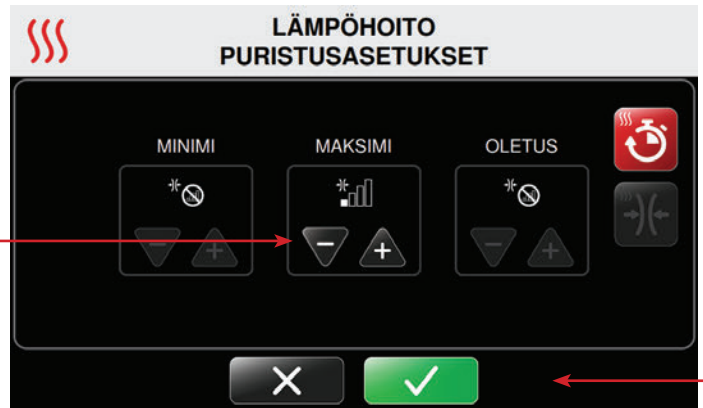 LÄMPÖHOITO
PURISTUSASETUKSET
MINIMI
MAKSIMI
OLETUS